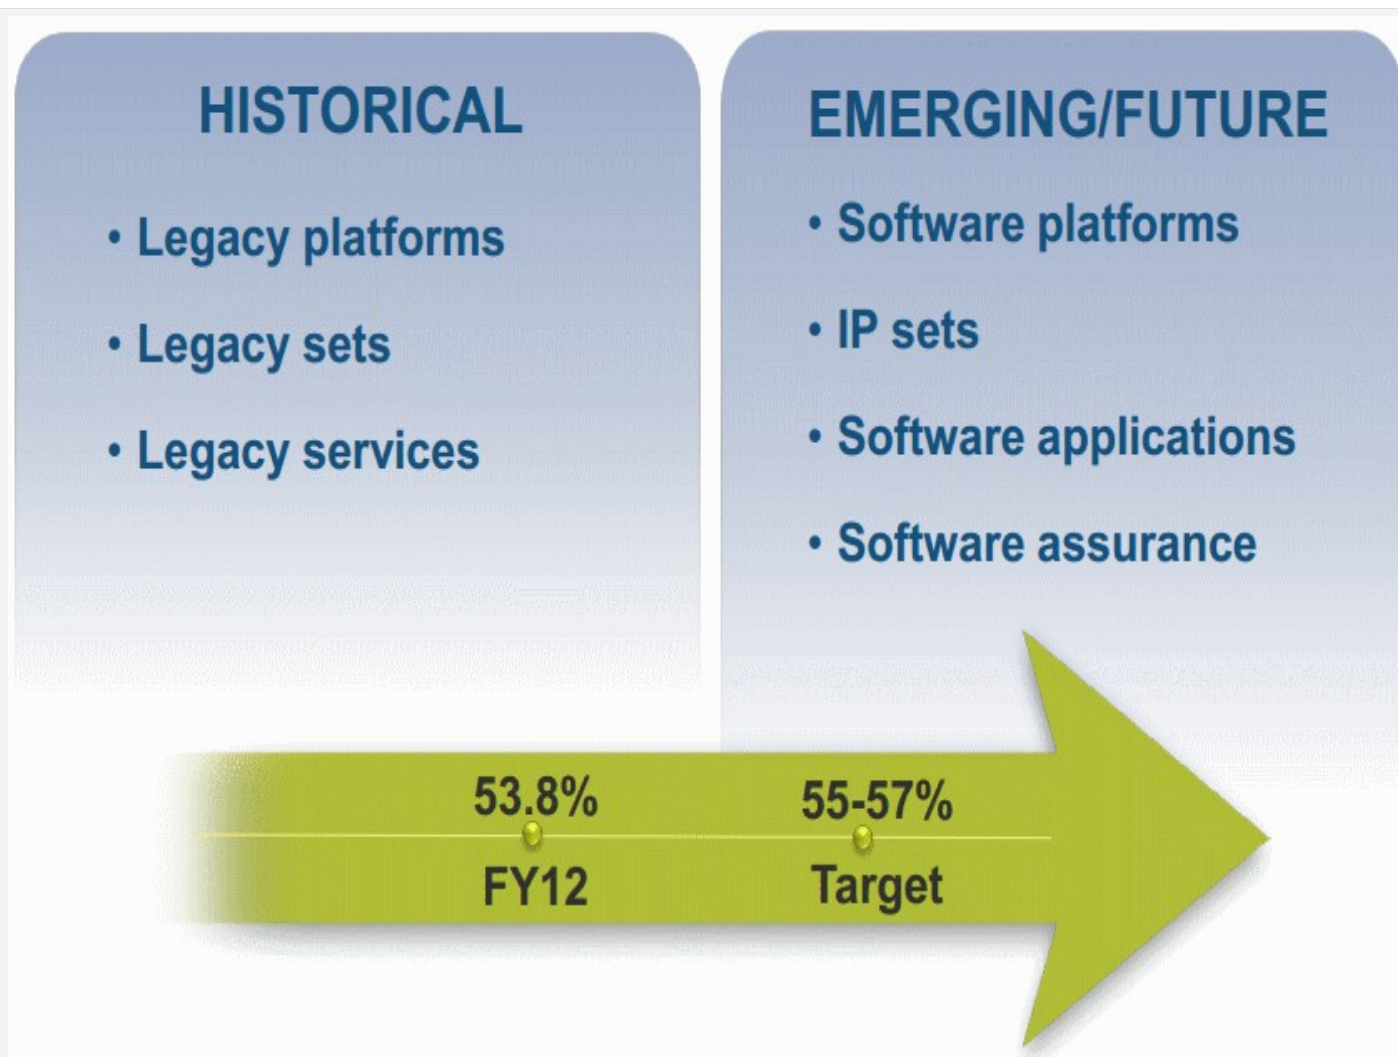 HISTORICAL
• Legacy platforms
• Legacy sets
• Legacy services
EMERGING/FUTURE
• Software platforms
• IP sets
• Software applications
• Software assurance
53.8%
FY12
55-57%
Target